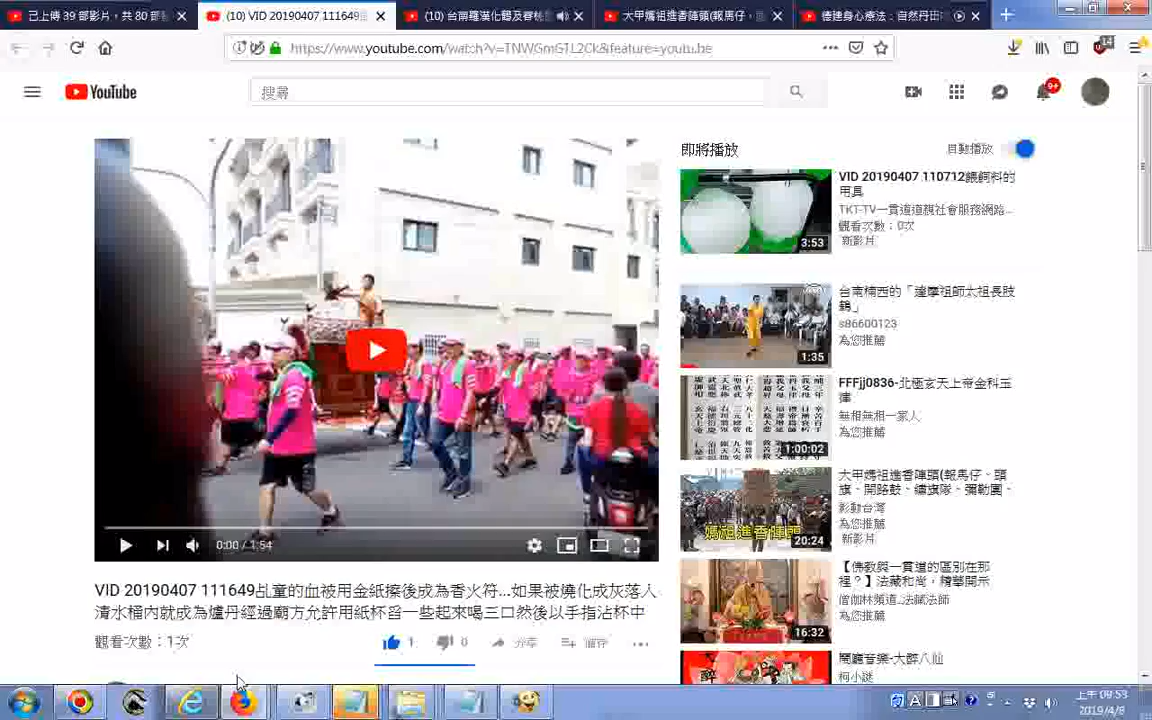 己上傳 39 部影片，共 80 部影
(10) VID 20190407 111649
(10) 台南羅漢化體及脊
大甲媽祖進香陣頭(報馬仔，
德建身心療法：自然丹田
https://www.youtube.com/watch?v=TNWGmGTL2Ck&feature=youtu.be
14
YouTube
搜尋
9+
即將播放
自動播放
VID 20190407 110712餵飼料的
用具
TKT-TV一貫道道親社會服務網路...
觀看次數：0次
新影片
3:53
台南楠西的「達摩祖師太祖長肢
鶴」
s86600123
為您推薦
1:35
FFFjj0836-北極玄天上帝金科玉
律
無相無相一家人
為您推薦
1:00:02
大甲媽祖進香陣頭(報馬仔、頭
旗、開路鼓、繡旗隊、彌勒團、
影動台灣
為您推薦
新影片
媽祖進香陣頭
20:24
【佛教與一貫道的區別在那
裡？】法藏和尚，精華開示
僧伽林頻道
法藏法師
為您推薦
16:32
鬧廳音樂-大醉八仙
柯小謎
0:00 / 1:54
VID 20190407 111649乩童的血被用金紙擦後成為香火符...如果被燒化成灰落人
清水桶內就成為爐丹經過廟方允許用紙杯舀一些起來喝三口然後以手指沾杯中
觀看次數：1次
1
0
分享
儲存
上午 09:53
2019/4/8